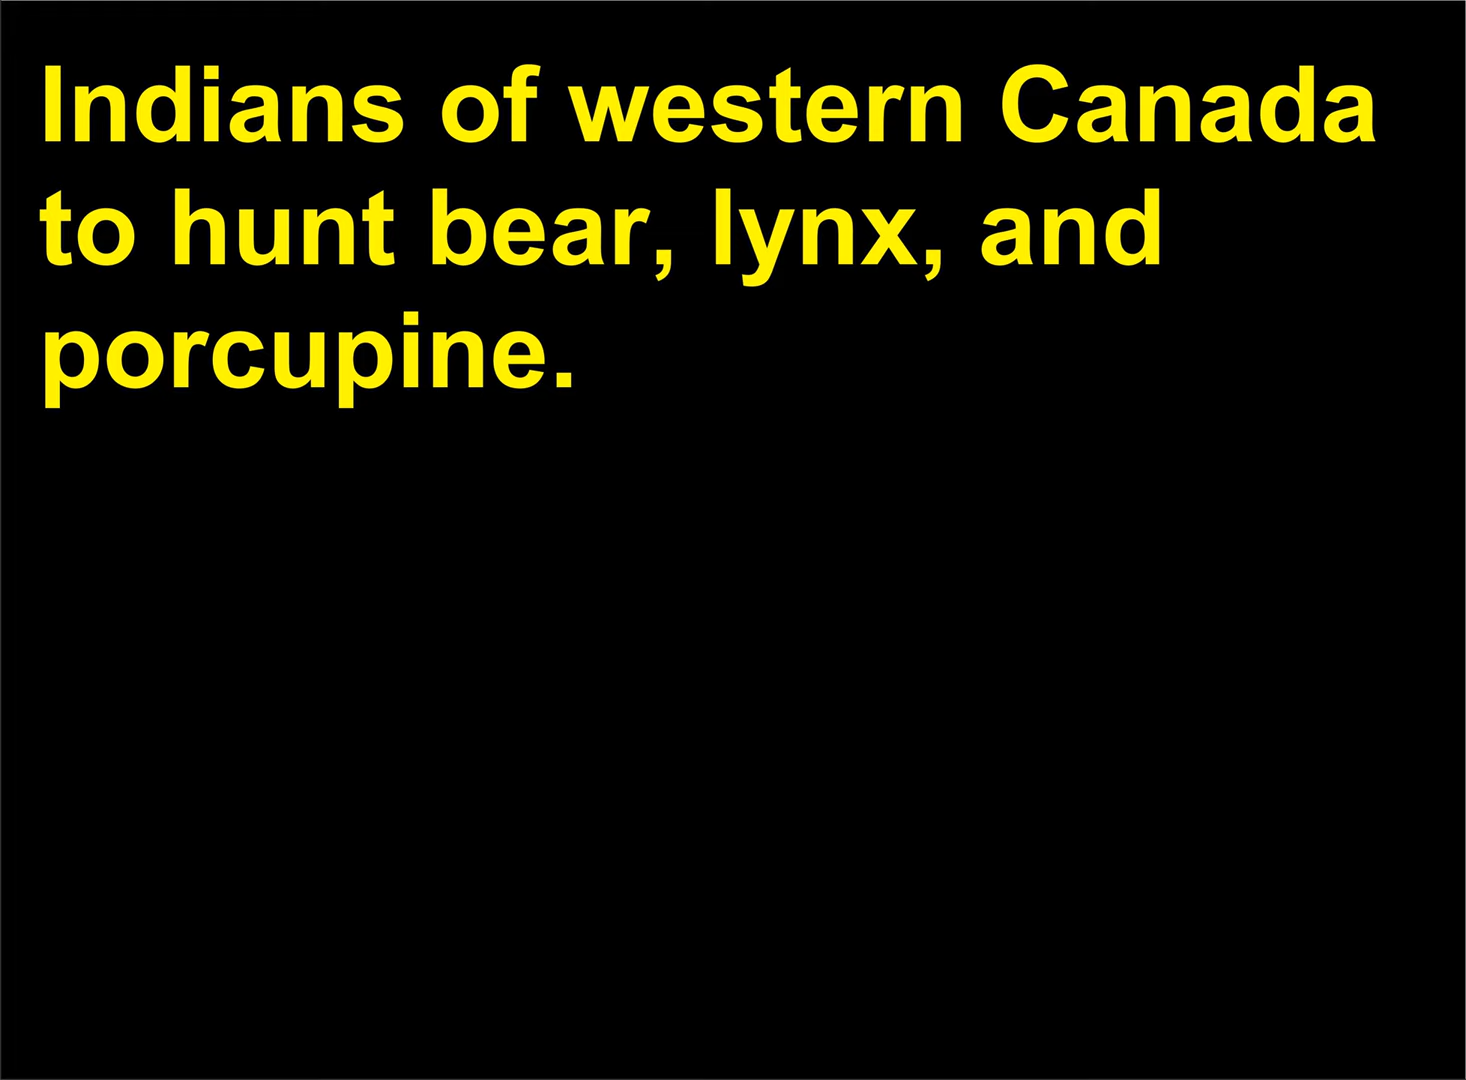 Indians of western Canada
to hunt bear, lynx, and
porcupine.